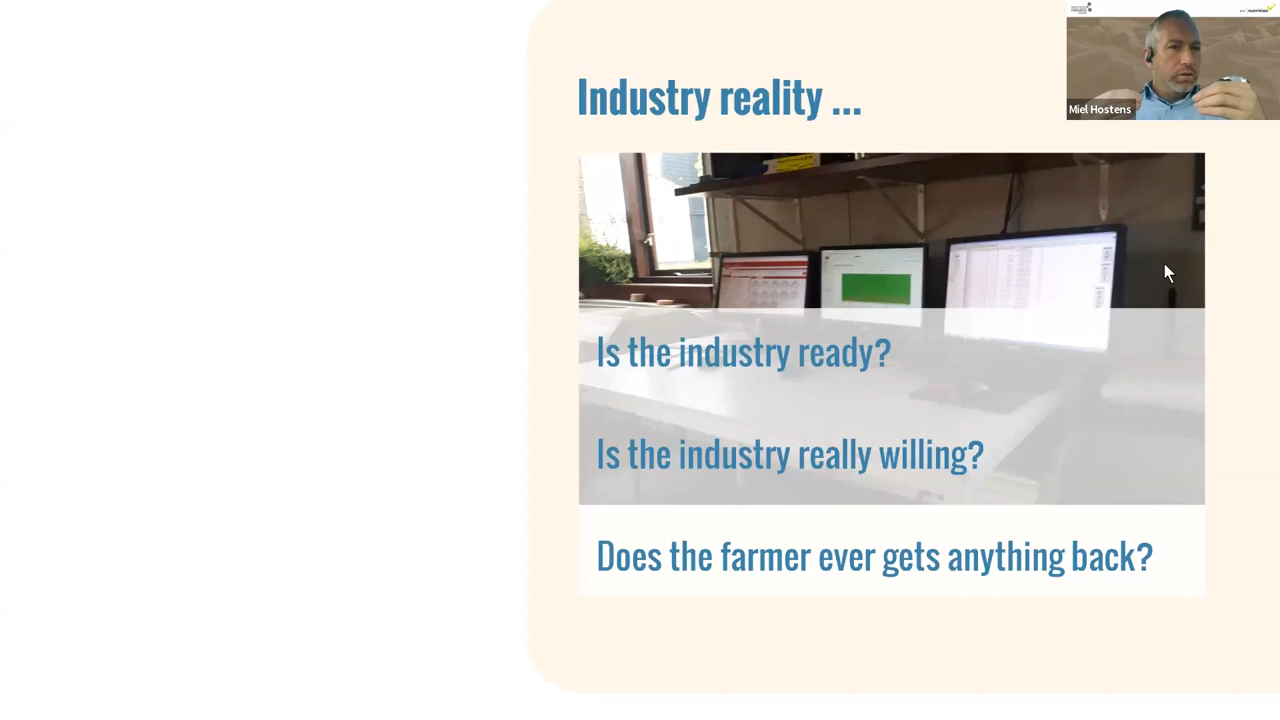 Industry reality ...
Miel Hostens
Is the industry ready?
Is the industry really willing?
Does the farmer ever gets anything back?